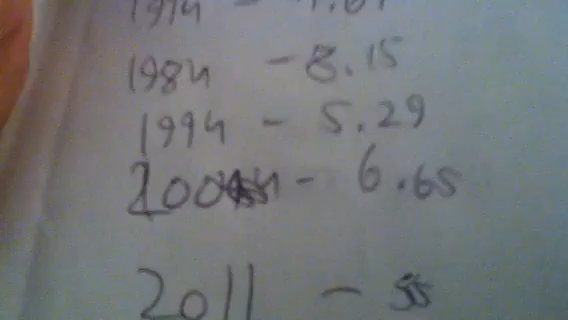 1984 - 8.15
1994 - 5.29
2004 - 6.65
2011 -